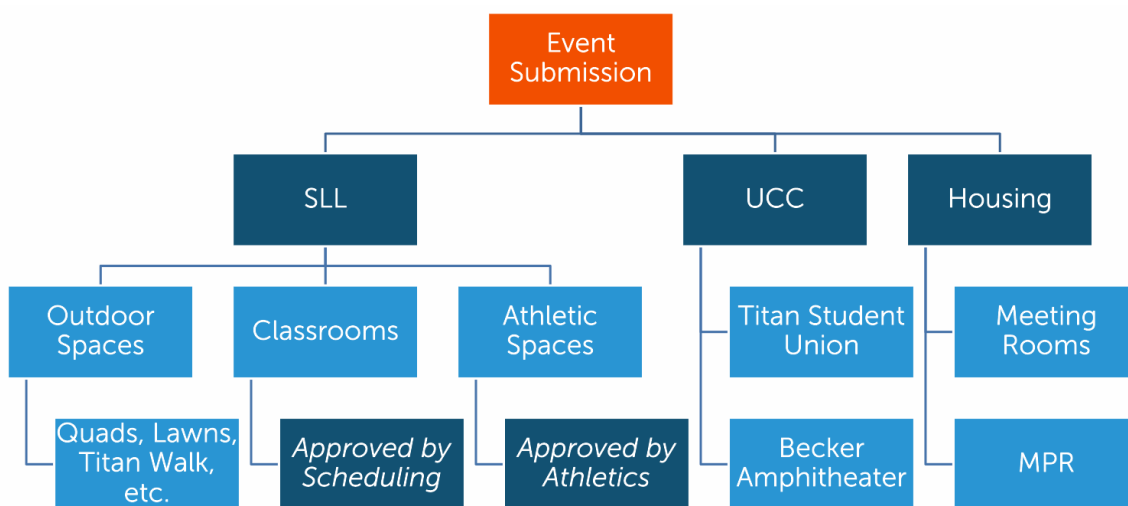 Event
Submission
SLL
UCC
Housing
Outdoor
Spaces
Classrooms
Athletic
Spaces
Titan Student
Union
Meeting
Rooms
Quads, Lawns,
Titan Walk,
etc.
Approved by
Scheduling
Approved by
Athletics
Becker
Amphitheater
MPR